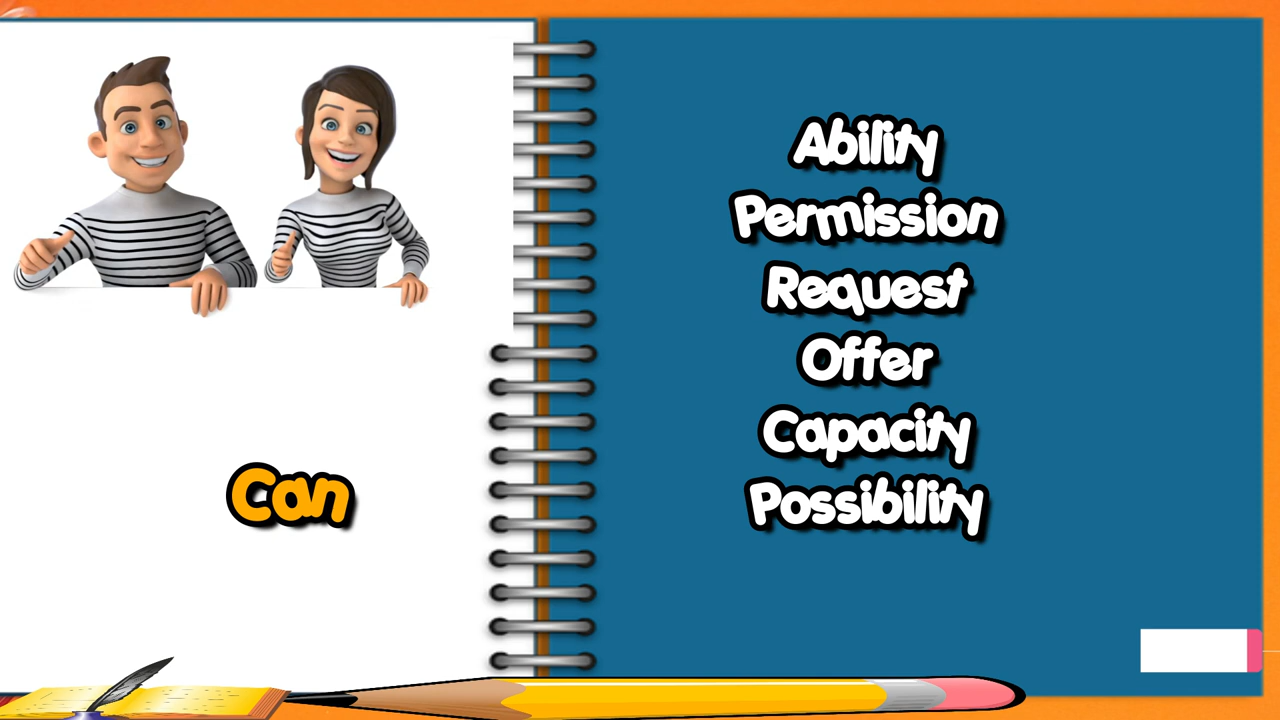 Can
Ability
Permission
Request
Offer
Capacity
Possibility